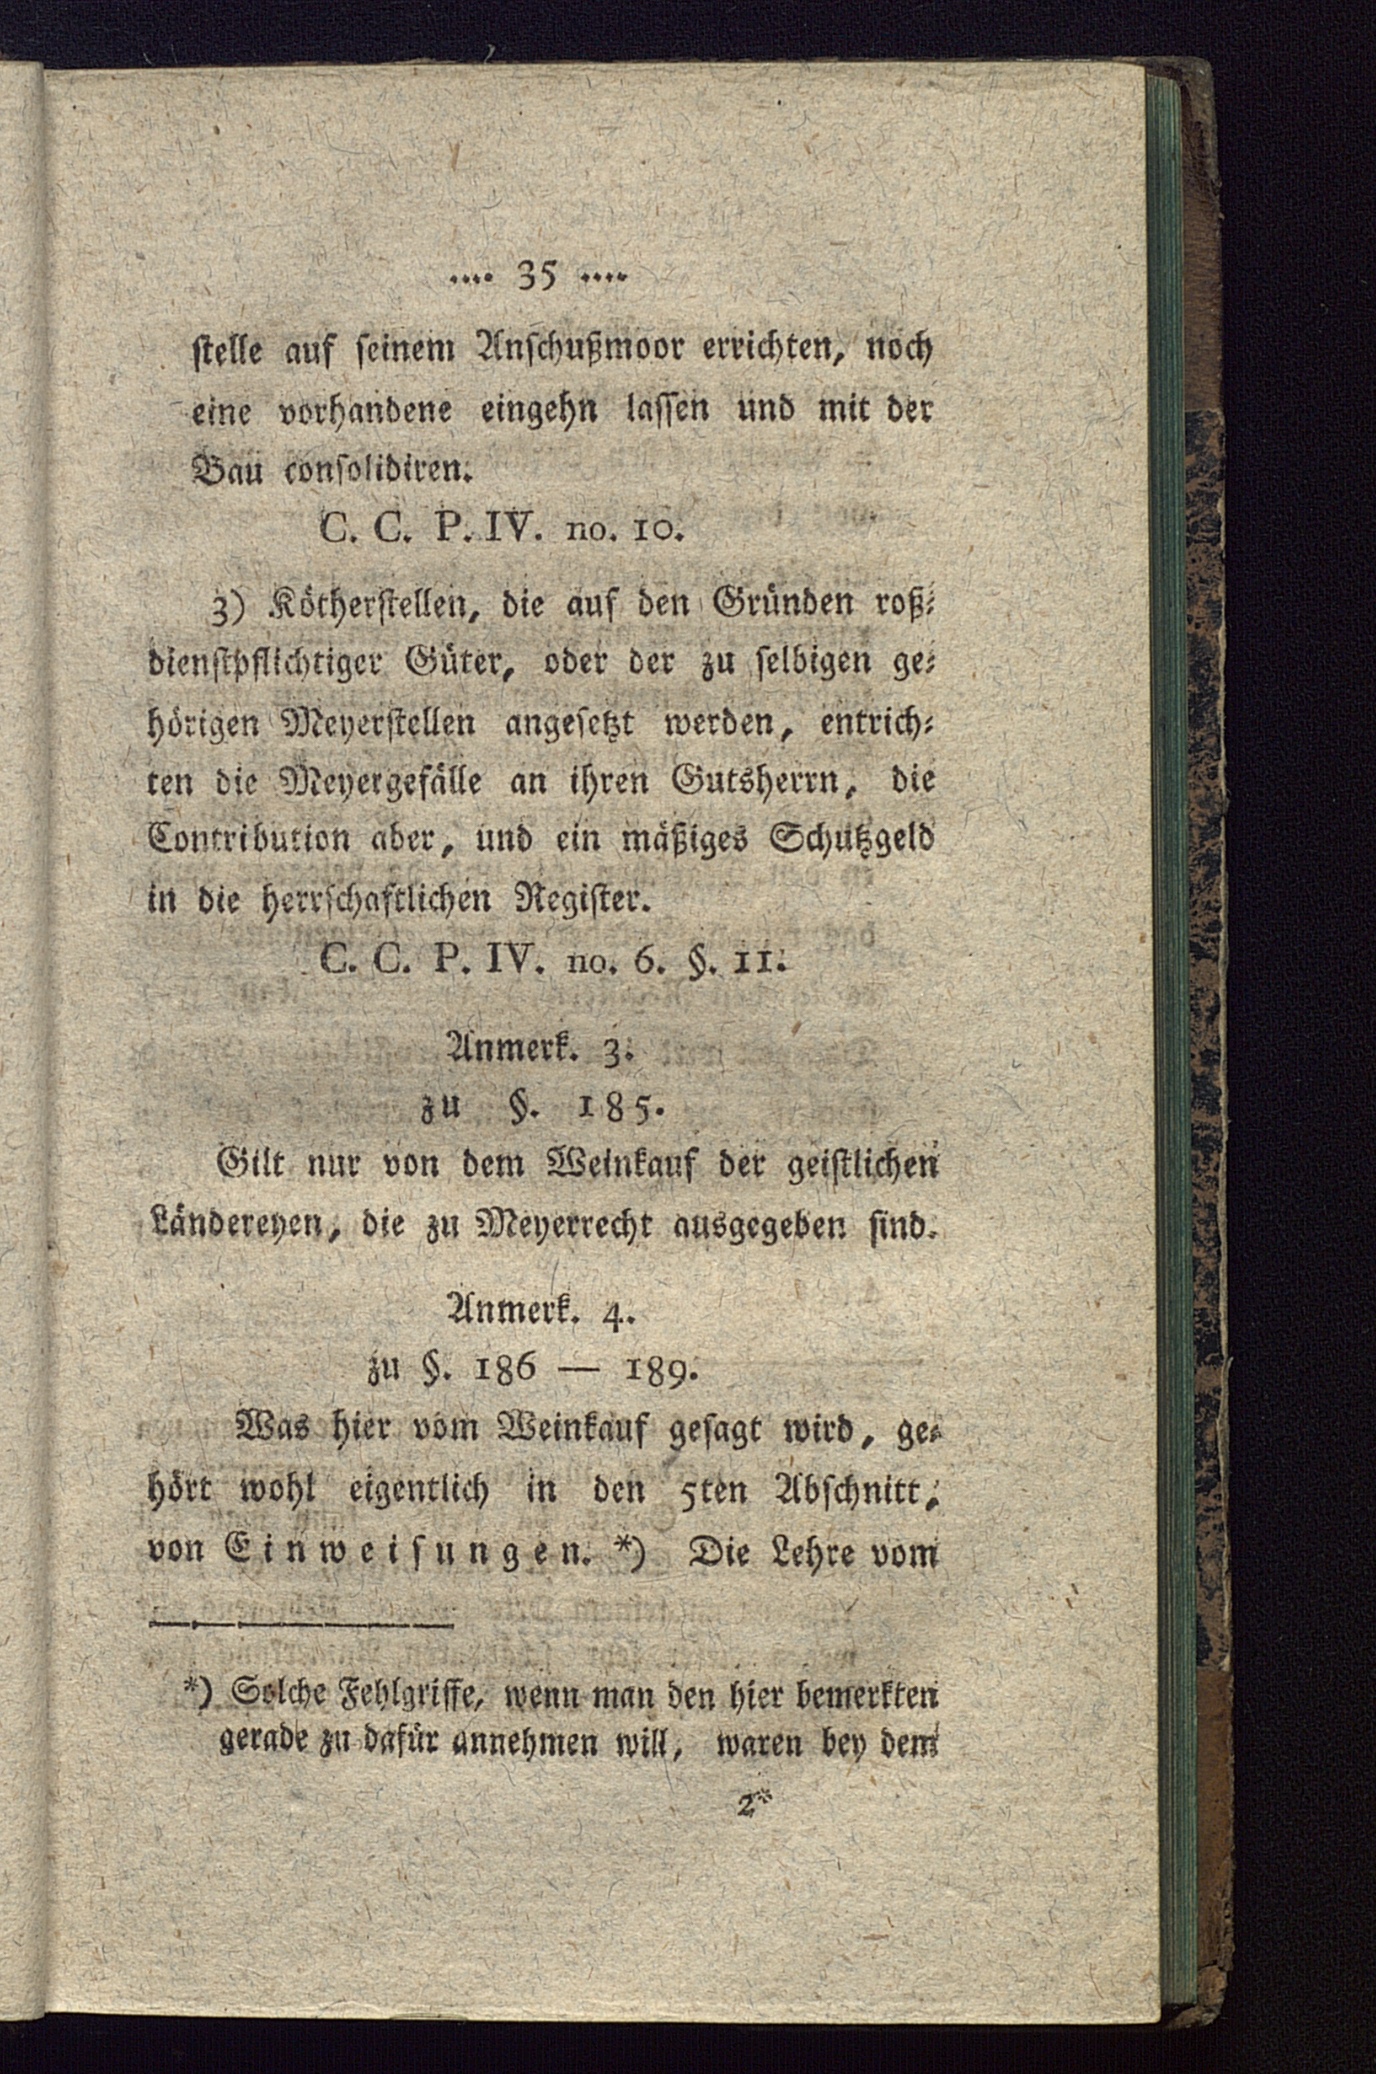 .... 35 ....
stelle auf seinem Anschußmoor errichten, noch
eine vorhandene eingehn lassen und mit der
Bau consolidiren.
C. C. P. IV. no. 10.
3) Kötherstellen, die auf den Gründen roß-
dienstpflichtiger Güter, oder der zu selbigen ge-
hörigen Meyerstellen angesetzt werden, entrich-
ten die Meyergefälle an ihren Gutsherrn, die
Contribution aber, und ein mäßiges Schutzgeld
in die herrschaftlichen Register.
C. C. P. IV. no. 6. §. 11.
Anmerk. 3.
zu §. 185.
Gilt nur von dem Weinkauf der geistlichen
Ländereyen, die zu Meyerrecht ausgegeben sind.
Anmerk. 4.
zu §. 186 — 189.
Was hier vom Weinkauf gesagt wird, ge-
hört wohl eigentlich in den 5ten Abschnitt,
von Einweisungen. *) Die Lehre vom
*) Solche Fehlgriffe, wenn man den hier bemerkten
gerade zu dafür annehmen will, waren bey dem
2*